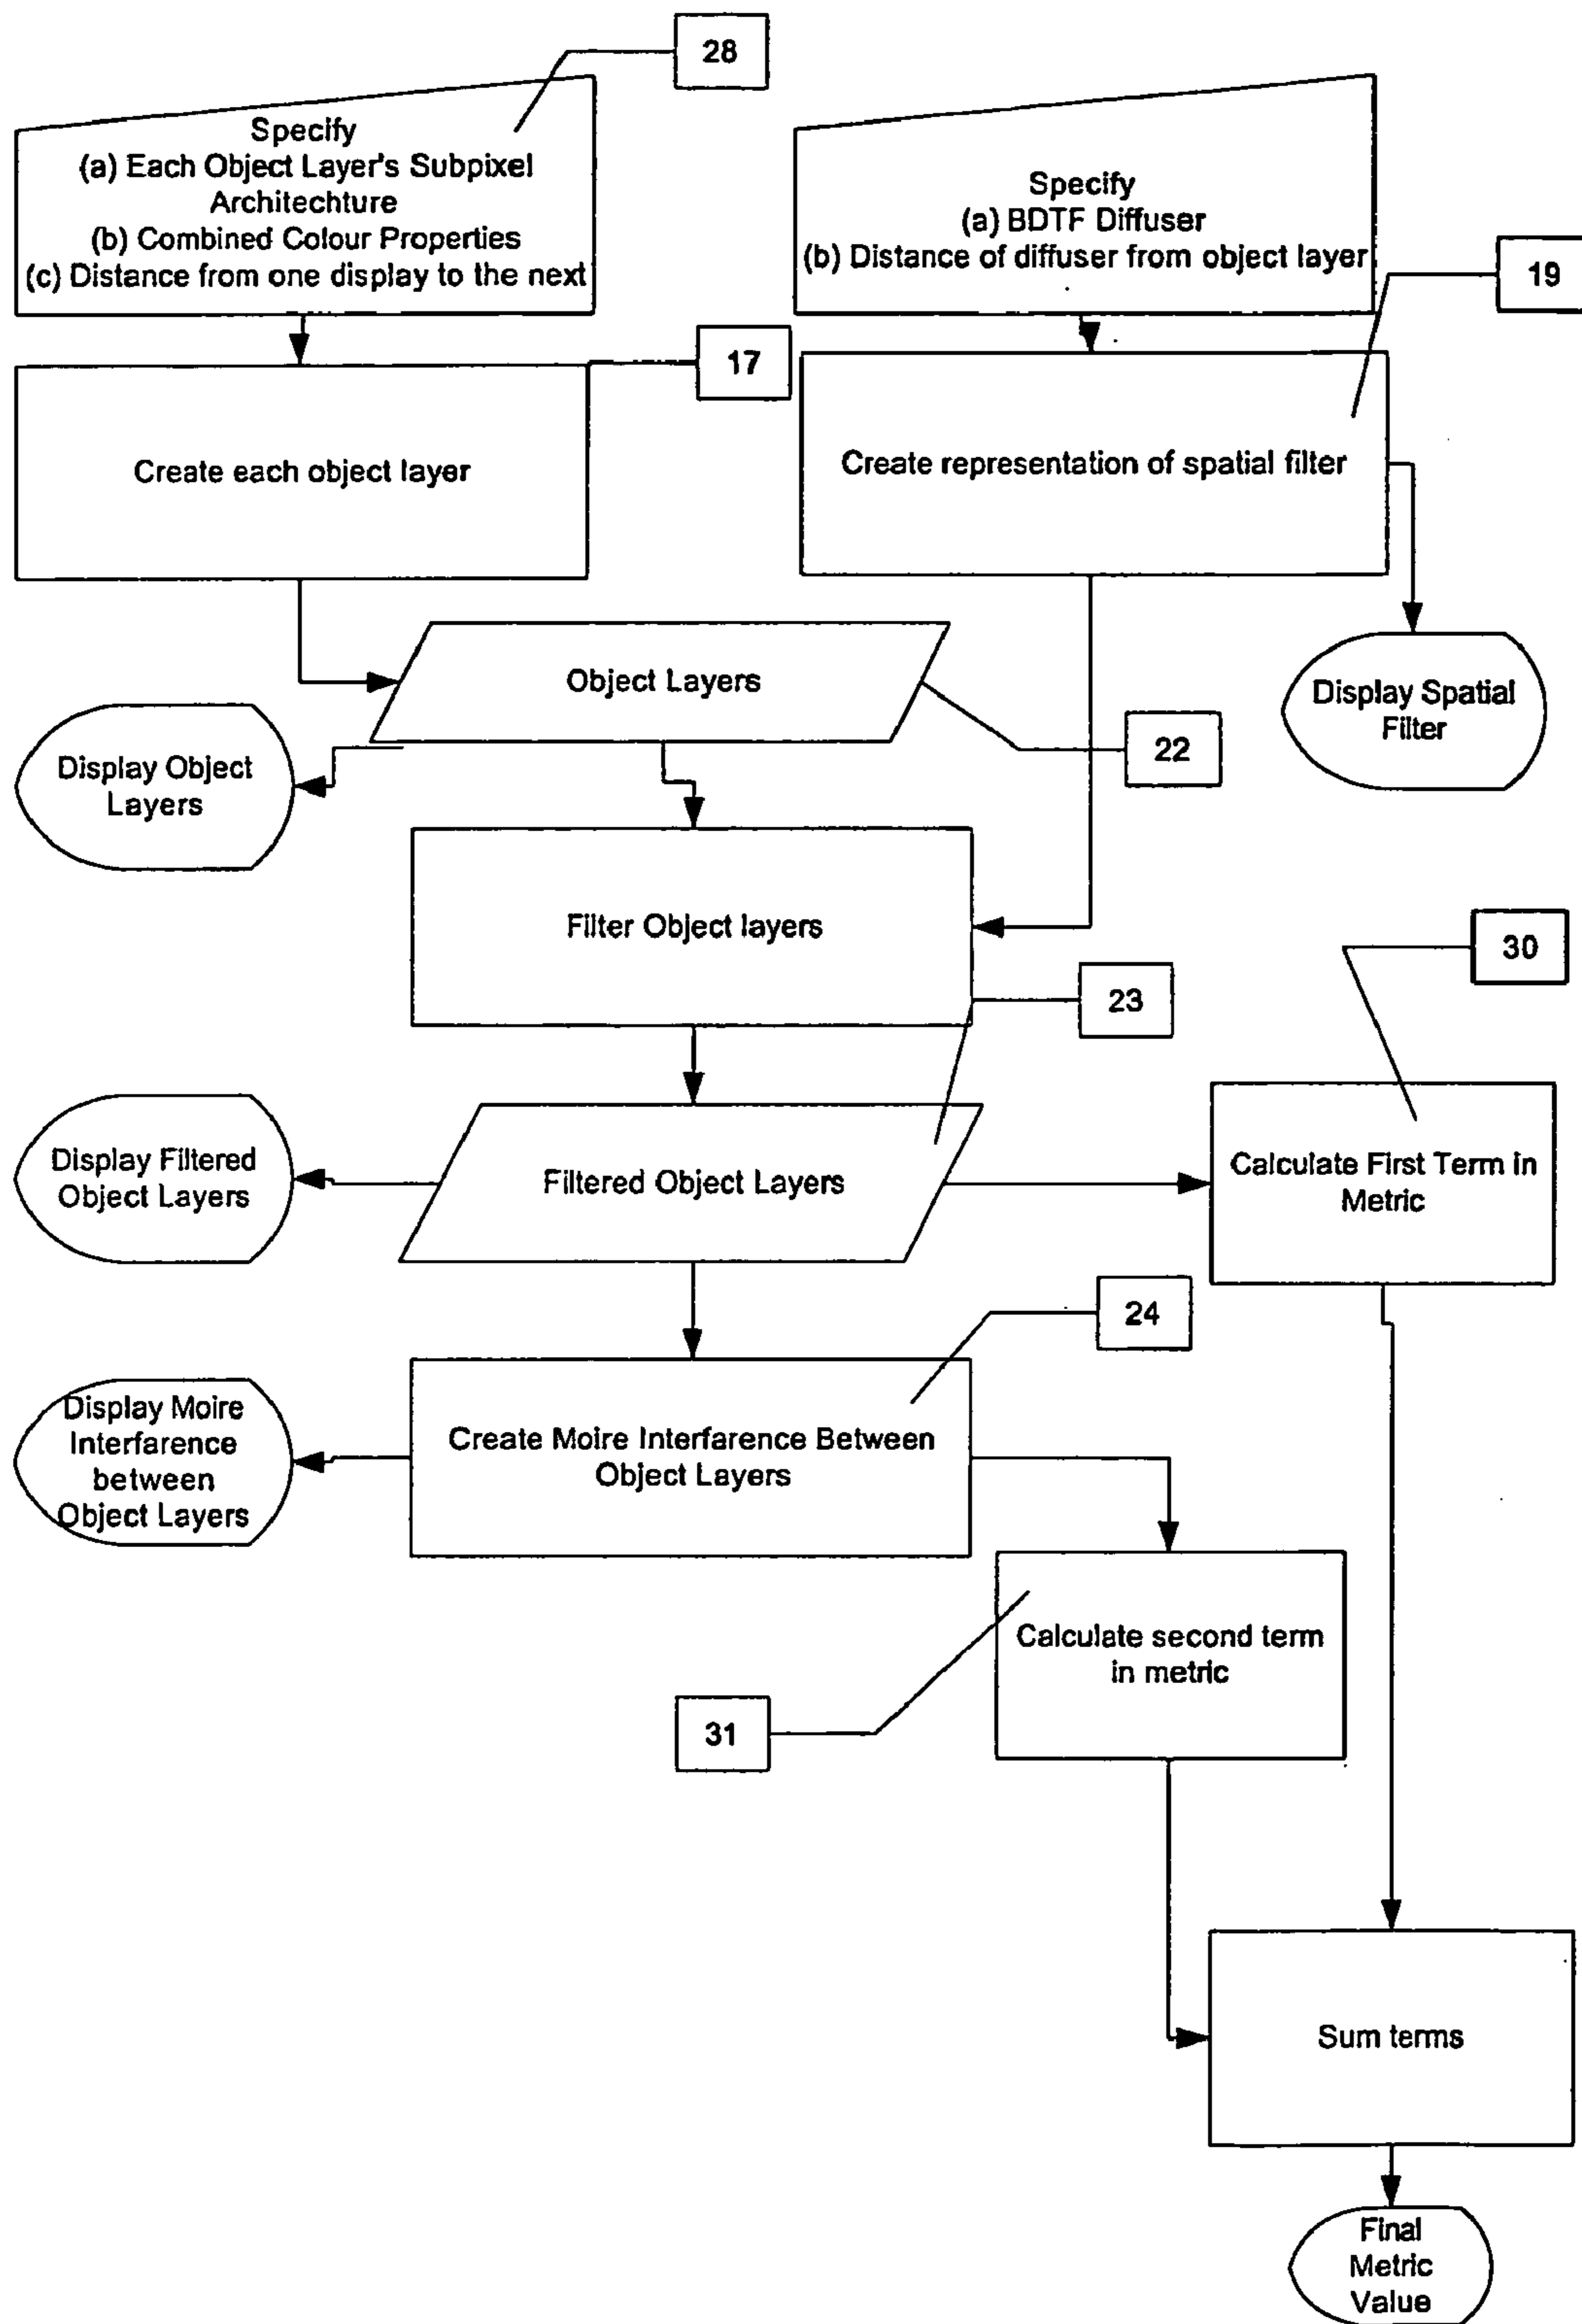 28
Specify
(a) Each Object Layer's Subpixel
Architechture
(b) Combined Colour Properties
(c) Distance from one display to the next
Specify
(a) BDTF Diffuser
(b) Distance of diffuser from object layer
19
17
Create each object layer
Create representation of spatial filter
Object Layers
Display Spatial
Filter
22
Display Object
Layers
Filter Object layers
30
23
Display Filtered
Object Layers
Filtered Object Layers
Calculate First Term in
Metric
24
Display Moire
Interfarence
between
Object Layers
Create Moire Interfarence Between
Object Layers
Calculate second term
in metric
31
Sum terms
Final
Metric
Value